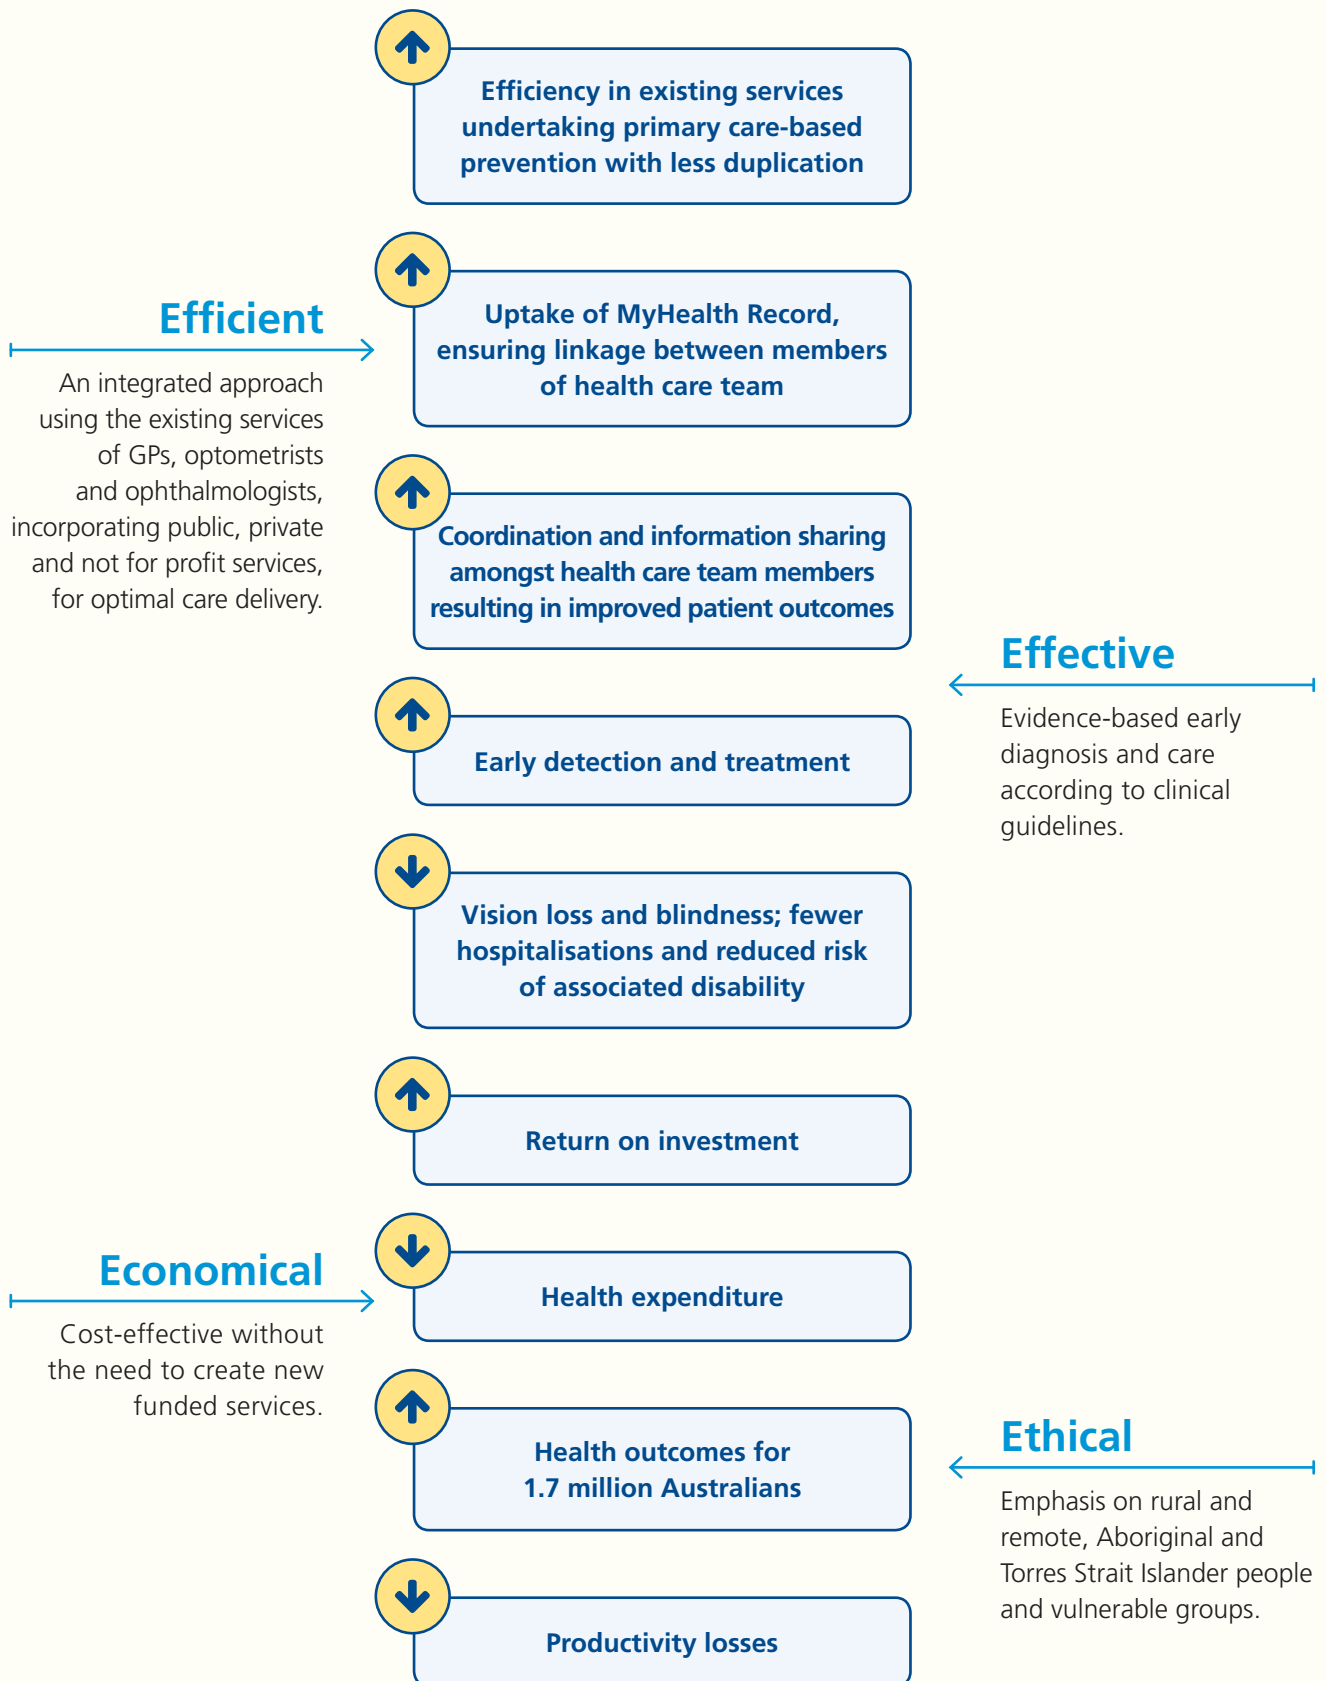 Efficiency in existing services
undertaking primary care-based
prevention with less duplication
Efficient
An integrated approach
using the existing services
of GPs, optometrists
and ophthalmologists,
incorporating public, private
and not for profit services,
for optimal care delivery.
Uptake of MyHealth Record,
ensuring linkage between members
of health care team
Coordination and information sharing
amongst health care team members
resulting in improved patient outcomes
Effective
Evidence-based early
diagnosis and care
according to clinical
guidelines.
Early detection and treatment
Vision loss and blindness; fewer
hospitalisations and reduced risk
of associated disability
Return on investment
Economical
Cost-effective without
the need to create new
funded services.
Health expenditure
Health outcomes for
1.7 million Australians
Ethical
Emphasis on rural and
remote, Aboriginal and
Torres Strait Islander people
and vulnerable groups.
Productivity losses